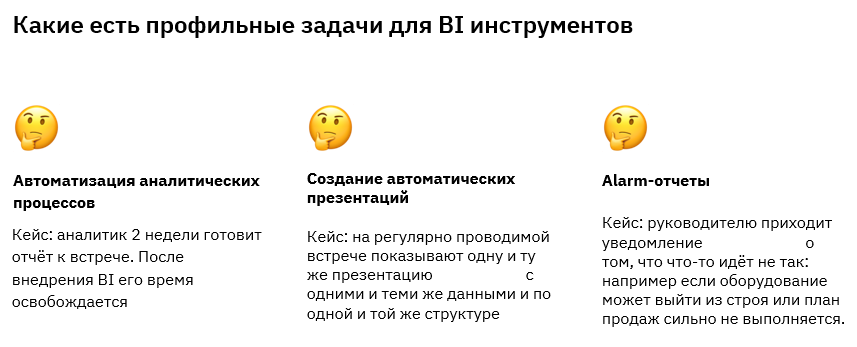 Какие есть профильные задачи для BI инструментов
Автоматизация аналитических
процессов
Кейс: аналитик 2 недели готовит
отчёт к встрече. После
внедрения BI его время
освобождается
Создание автоматических
презентаций
Кейс: на регулярно проводимой
встрече показывают одну и ту
же презентацию с
одними и теми же данными и по
одной и той же структуре
Alarm-отчеты
Кейс: руководителю приходит
уведомление о
том, что что-то идёт не так:
например если оборудование
может выйти из строя или план
продаж сильно не выполняется.